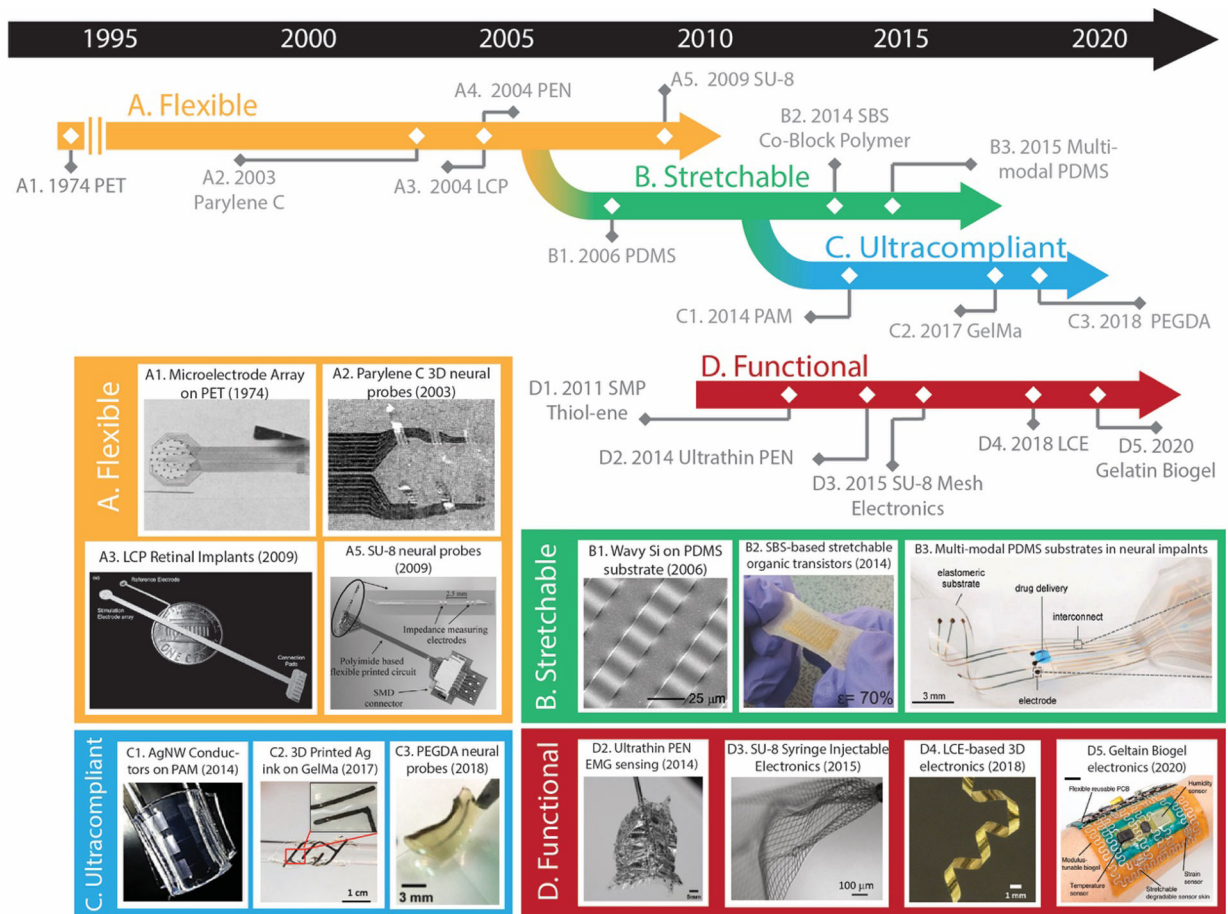 1995 2000 2005 2010 2015 2020
A. Flexible
A4. 2004 PEN
A5. 2009 SU-8
A1. 1974 PET
A2. 2003
Parylene C
A3. 2004 LCP
B. Stretchable
B2. 2014 SBS
Co-Block Polymer
B3. 2015 Multi-
modal PDMS
B1. 2006 PDMS
C. Ultracompliant
C1. 2014 PAM
C2. 2017 GelMa
C3. 2018 PEGDA
D. Functional
D1. 2011 SMP
Thiol-ene
D2. 2014 Ultrathin PEN
D3. 2015 SU-8 Mesh
Electronics
D4. 2018 LCE
D5. 2020
Gelatin Biogel
A. Flexible
A1. Microelectrode Array
on PET (1974)
A2. Parylene C 3D neural
probes (2003)
A3. LCP Retinal Implants (2009)
Reference Electrode
Stimulation
Electrode array
ONE CE
Connection
Pads
A5. SU-8 neural probes
(2009)
2.5 mm
Impedance measuring
electrodes
Polyimide based
flexible printed circuit
SMD
connector
B. Stretchable
B1. Wavy Si on PDMS
substrate (2006)
25 μm
B2. SBS-based stretchable
organic transistors (2014)
ε= 70%
B3. Multi-modal PDMS substrates in neural impalnts
elastomeric
substrate
drug delivery
interconnect
3 mm
electrode
C. Ultracompliant
C1. AgNW Conduc-
tors on PAM (2014)
C2. 3D Printed Ag
ink on GelMa (2017)
1 cm
C3. PEGDA neural
probes (2018)
3 mm
D. Functional
D2. Ultrathin PEN
EMG sensing (2014)
D3. SU-8 Syringe Injectable
Electronics (2015)
100 μm
D4. LCE-based 3D
electronics (2018)
1 mm
D5. Geltain Biogel
electronics (2020)
Flexible reusable PCB
Humidity
sensor
Modulus-
tunable biogel
Temperature
sensor
Stretchable
degradable sensor skin
Strain
sensor